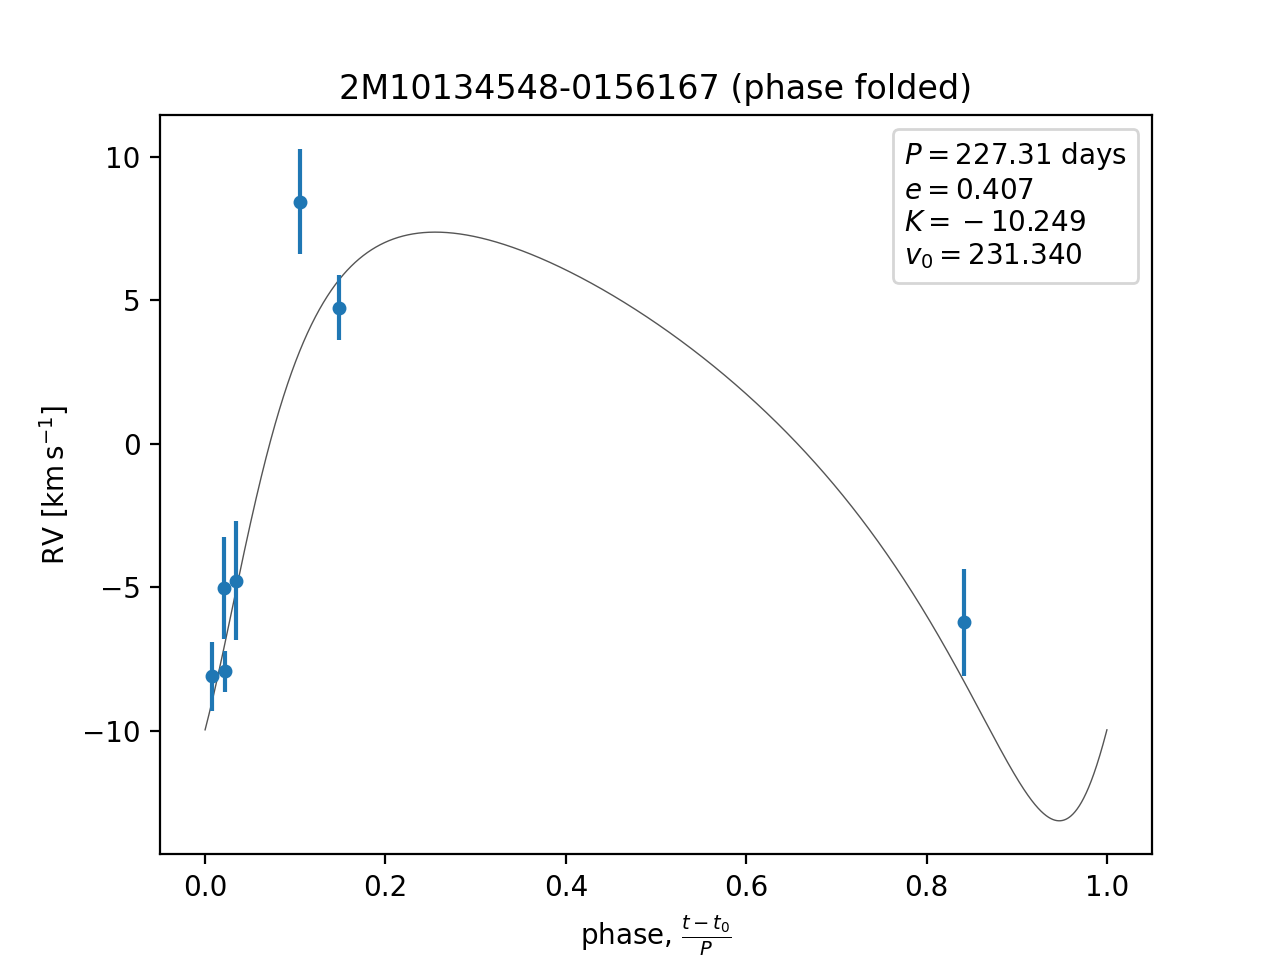 2M10134548-0156167 (phase folded)
P = 227.31 days
e = 0.407
K = −10.249
v₀ = 231.340
RV [km s⁻¹]
10
5
0
−5
−10
0.0 0.2 0.4 0.6 0.8 1.0
phase, (t − t₀)/P